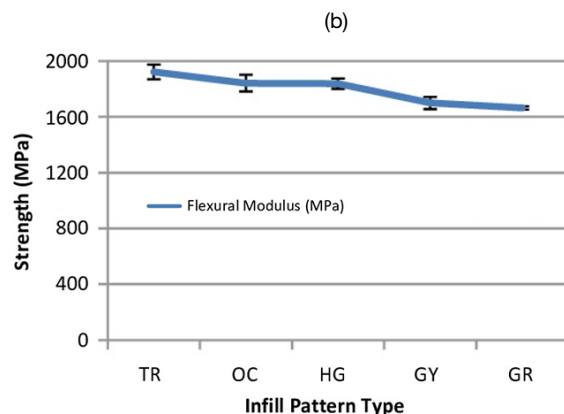 (b)
2000
1600
1200
800
400
0
Strength (MPa)
Flexural Modulus (MPa)
TR OC HG GY GR
Infill Pattern Type